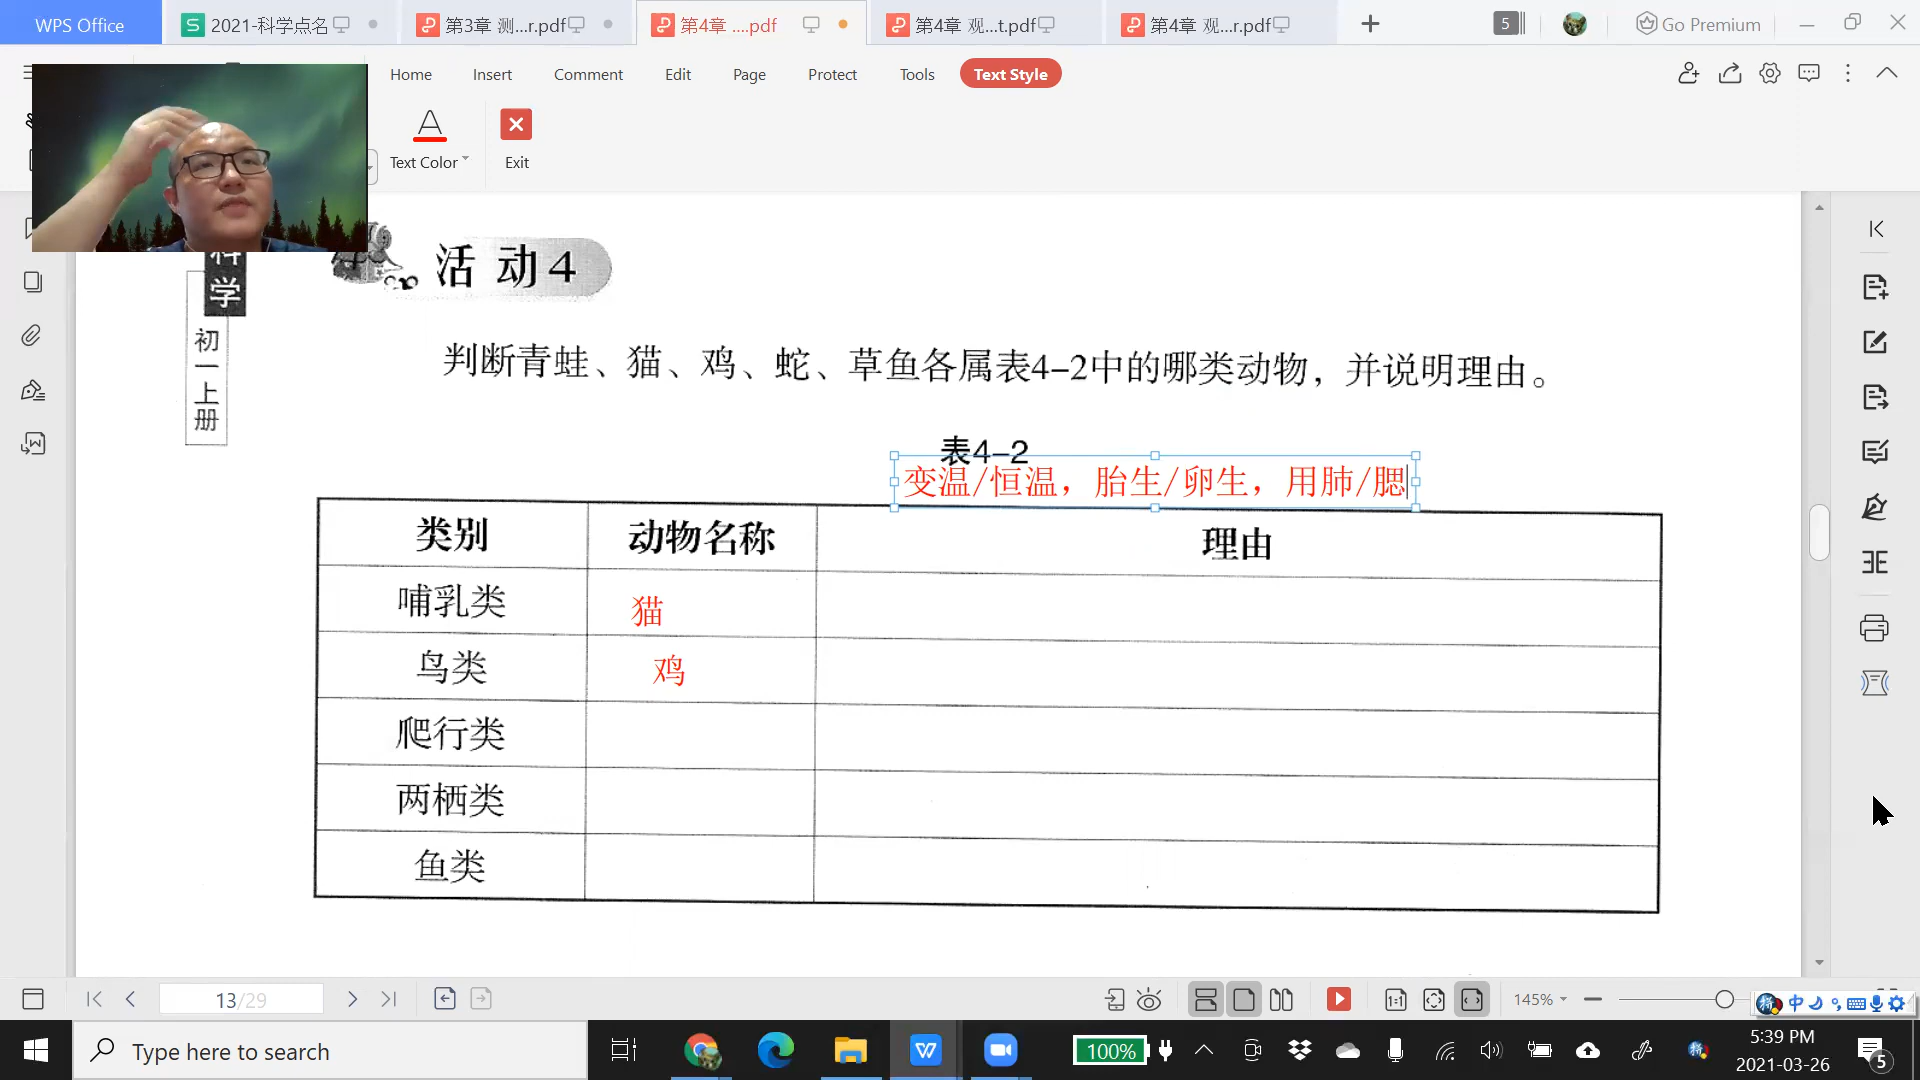 WPS Office
2021-科学点名
第3章 测...r.pdf
第4章 ....pdf
第4章 观...t.pdf
第4章 观...r.pdf
5
Go Premium
Home
Insert
Comment
Edit
Page
Protect
Tools
Text Style
Text Color
Exit
科学
初一上册
活动4
判断青蛙、猫、鸡、蛇、草鱼各属表4-2中的哪类动物，并说明理由。
表4-2
变温/恒温，胎生/卵生，用肺/腮
类别 动物名称 理由
哺乳类 猫
鸟类 鸡
爬行类
两栖类
鱼类
13/29
1:1
145%
中
Type here to search
100%
5:39 PM
2021-03-26
5